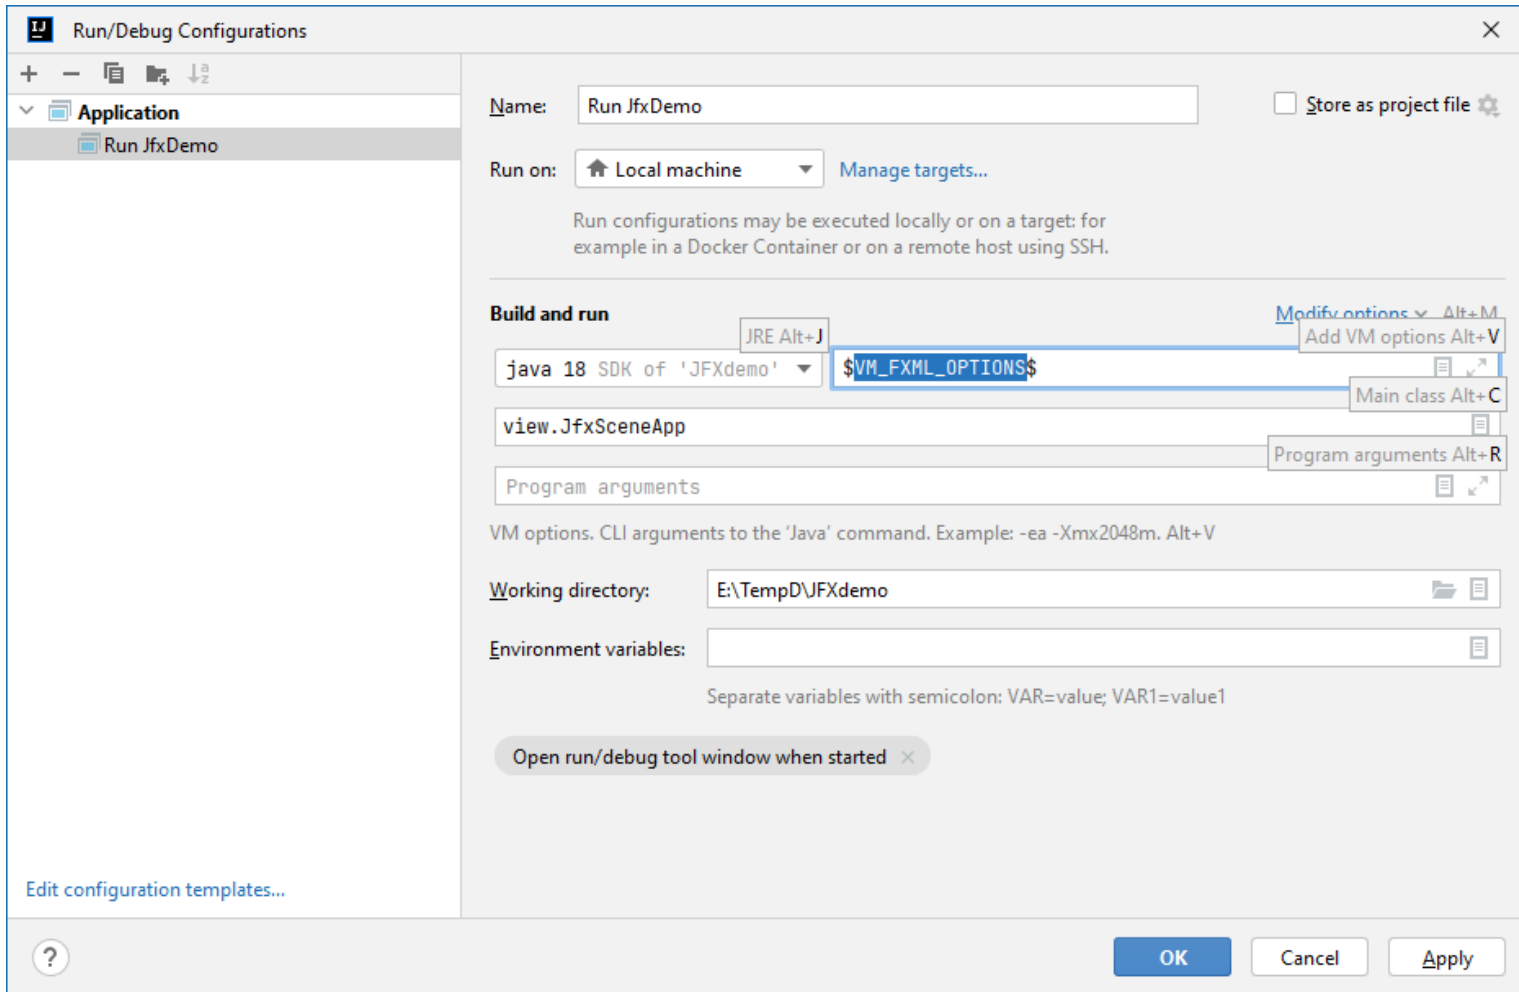 IJ
Run/Debug Configurations
Application
Run JfxDemo
Edit configuration templates...
Name:
Run JfxDemo
Store as project file
Run on:
Local machine
Manage targets...
Run configurations may be executed locally or on a target: for
example in a Docker Container or on a remote host using SSH.
Build and run
Modify options Alt+M
JRE Alt+J
Add VM options Alt+V
java 18 SDK of 'JFXdemo'
$VM_FXML_OPTIONS$
Main class Alt+C
view.JfxSceneApp
Program arguments Alt+R
Program arguments
VM options. CLI arguments to the ‘Java’ command. Example: -ea -Xmx2048m. Alt+V
Working directory:
E:\TempD\JFXdemo
Environment variables:
Separate variables with semicolon: VAR=value; VAR1=value1
Open run/debug tool window when started
?
OK
Cancel
Apply